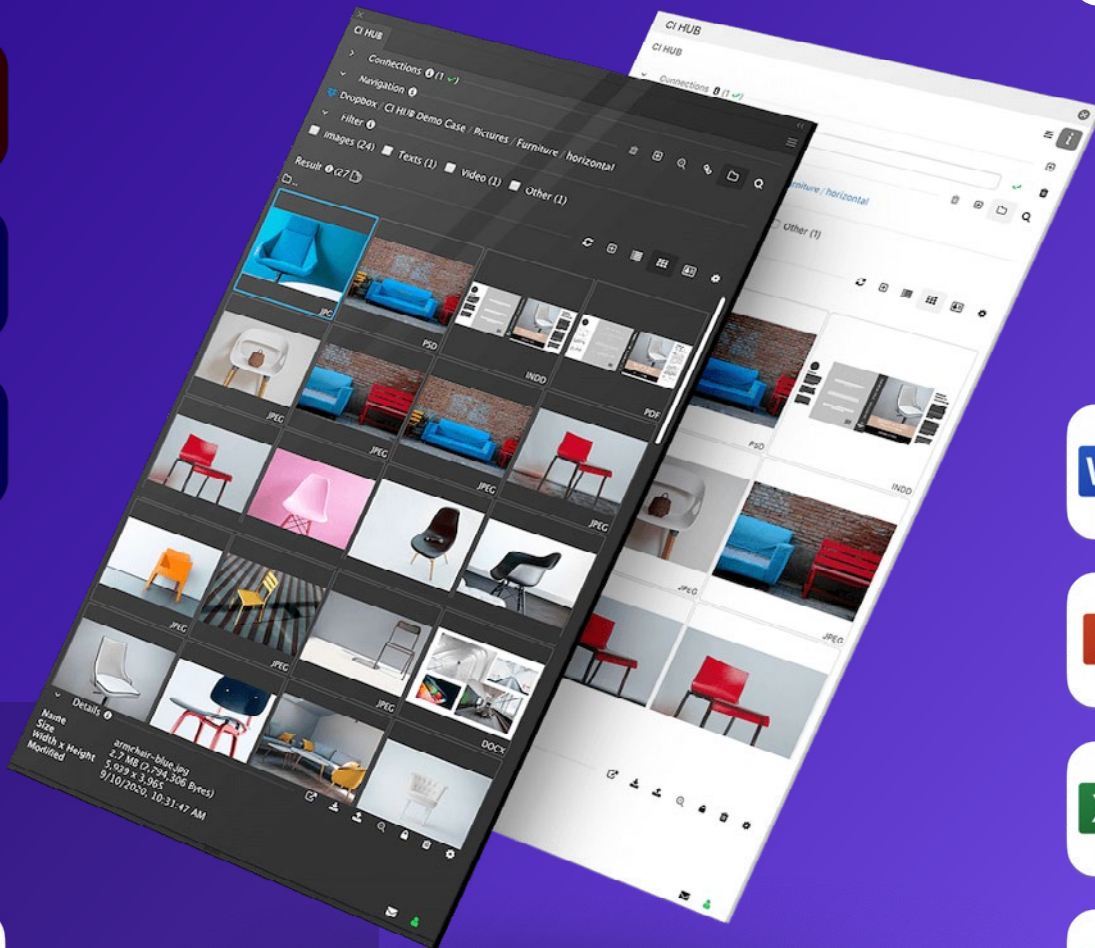 CI HUB
Connections (1 ✓)
Navigation
Dropbox / CI HUB Demo Case / Pictures / Furniture / horizontal
Filter
Images (24) Texts (1) Video (1) Other (1)
Result (27)
JPG
PSD
INDD
PDF
JPEG
JPEG
JPEG
JPEG
JPEG
JPEG
JPEG
DOCX
Details
Name armchair-blue.jpg
Size 2.7 MB (2,794,306 Bytes)
Width x Height 5,939 x 3,965
Modified 9/10/2020, 10:31:47 AM
CI HUB
CI HUB
Connections (1 ✓)
/ horizontal
Other (1)
PSD
INDD
JPEG
JPEG